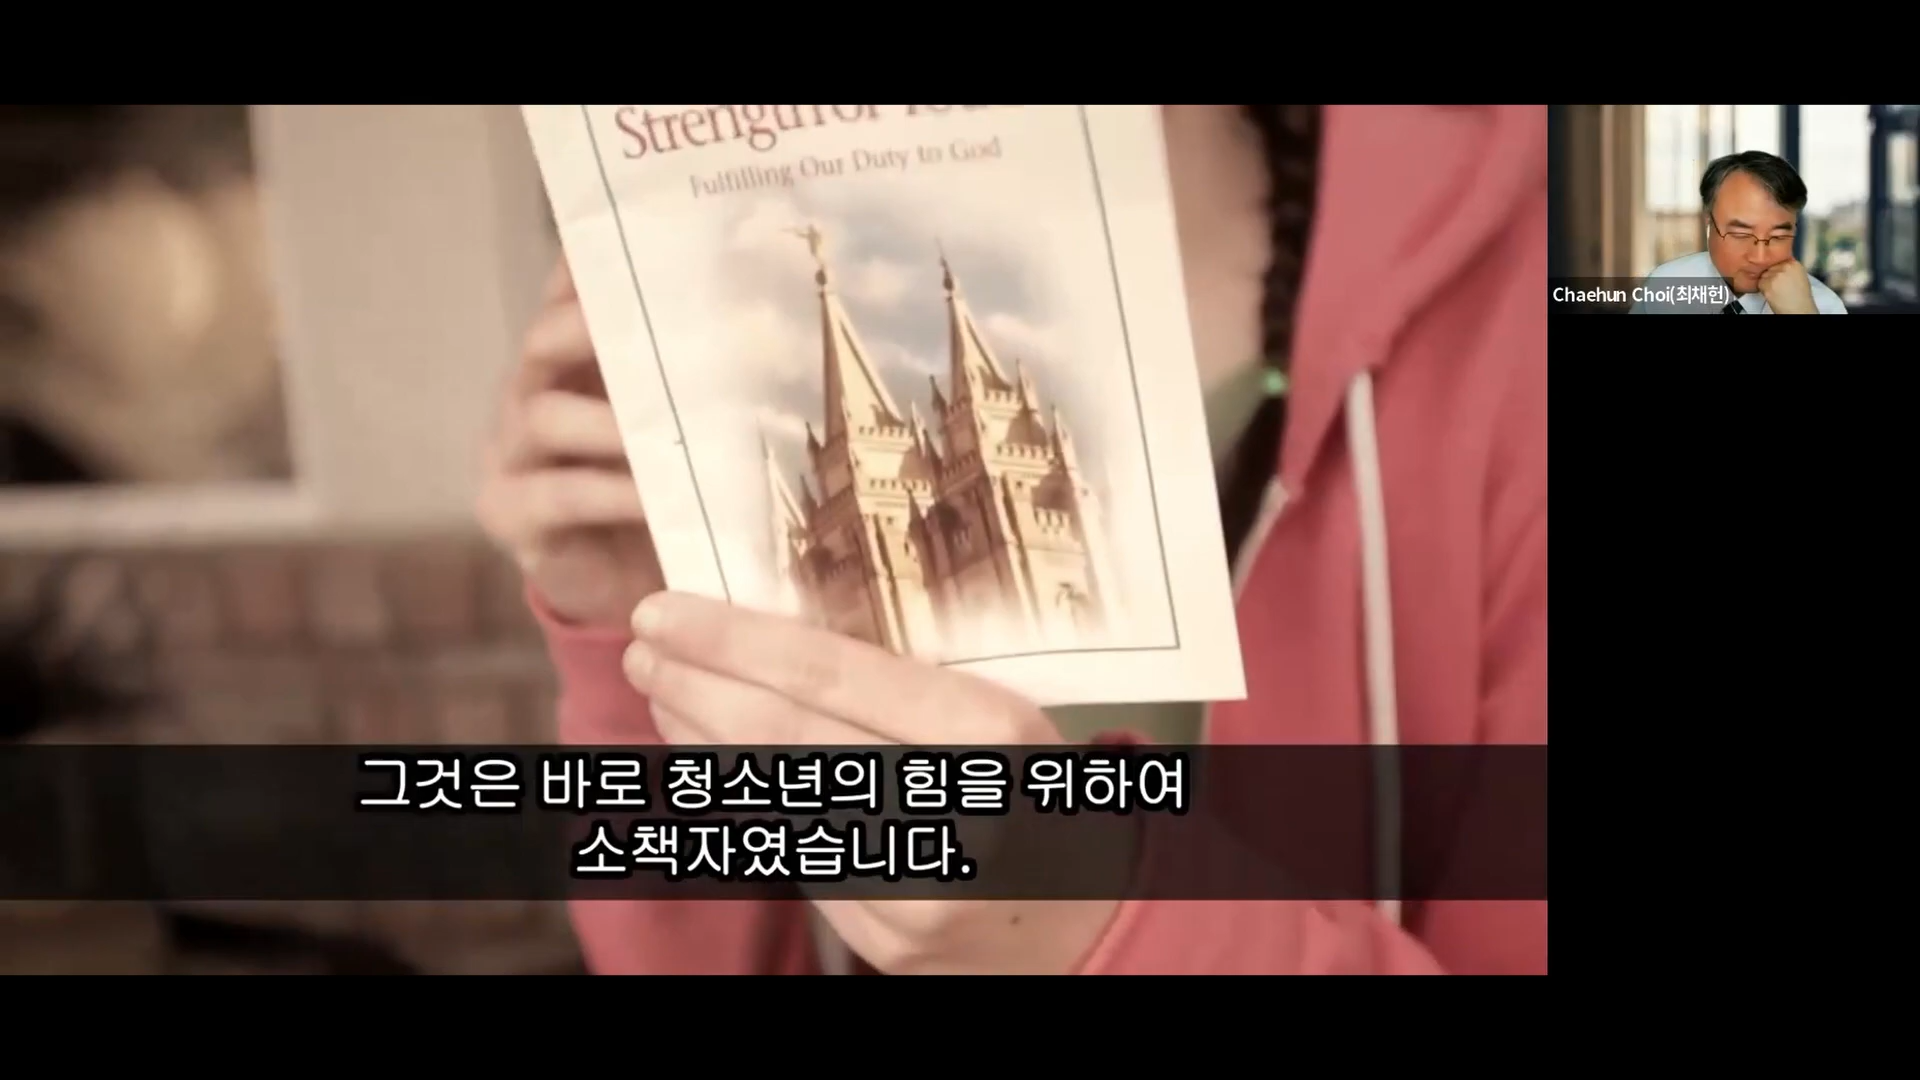 Strength
Fulfilling Our Duty to God
Chaehun Choi(최채헌)
그것은 바로 청소년의 힘을 위하여
소책자였습니다.